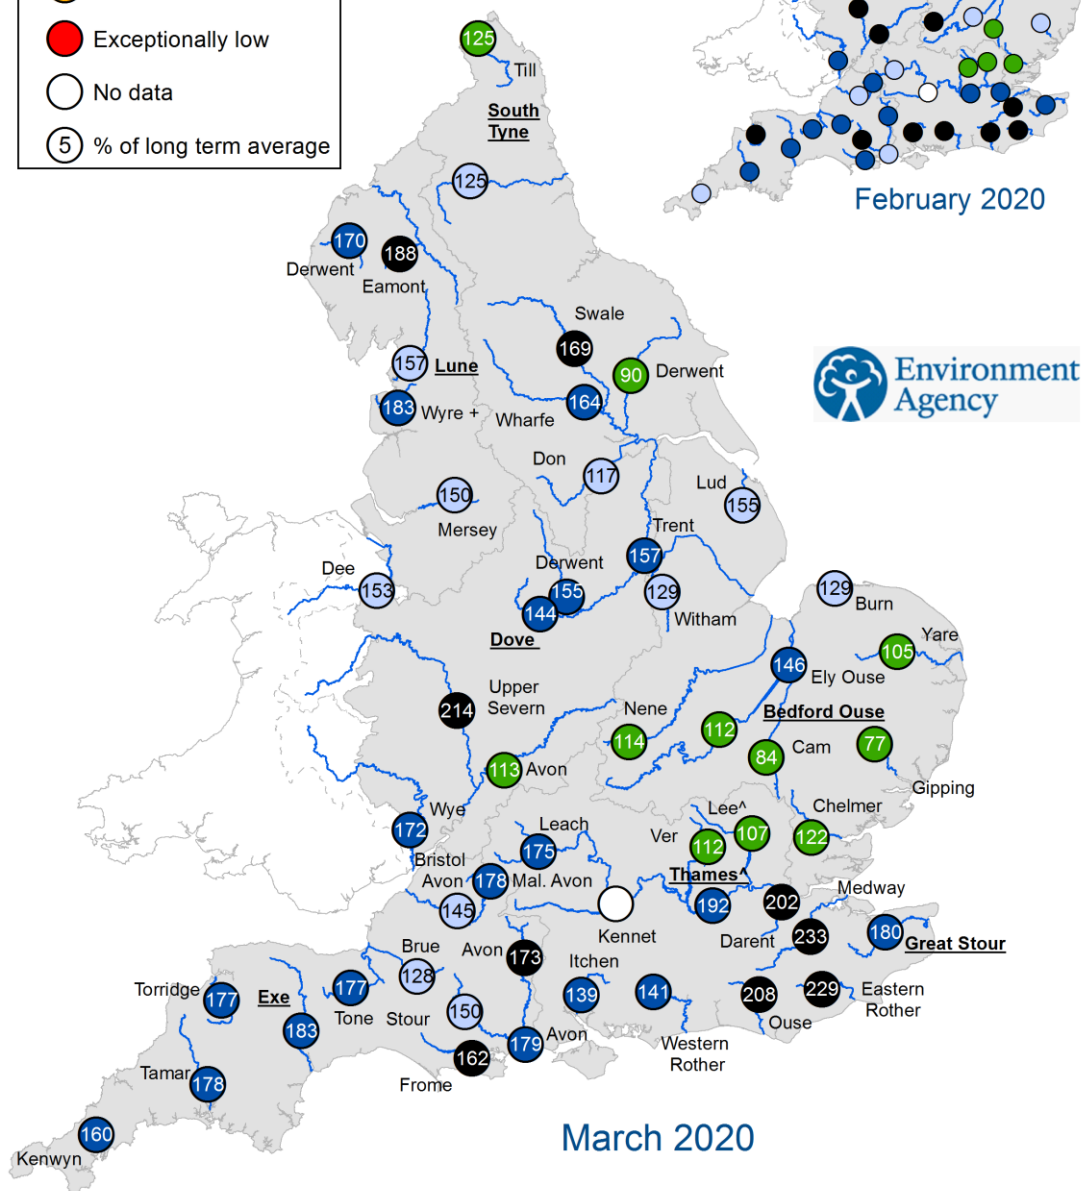 Exceptionally low
No data
5 % of long term average
February 2020
125
Till
South
Tyne
125
170
Derwent
188
Eamont
Swale
169
157
Lune
90
Derwent
183
Wyre +
164
Wharfe
Environment
Agency
Don
117
Lud
155
150
Mersey
Trent
157
Dee
153
Derwent
155
144
Dove
129
Witham
129
Burn
Yare
105
146
Ely Ouse
Upper
Severn
214
Nene
114
Bedford Ouse
112
84
Cam
77
Gipping
113
Avon
Wye
172
Leach
175
Lee^
107
Ver
112
Chelmer
122
Thames^
192
Bristol
Avon
145
178
Mal. Avon
Kennet
202
Darent
Medway
233
180
Great Stour
Brue
128
Avon
173
Itchen
139
141
Western
Rother
208
Ouse
229
Eastern
Rother
Torridge
177
Exe
183
177
Tone
Stour
150
179
Avon
162
Frome
Tamar
178
160
Kenwyn
March 2020